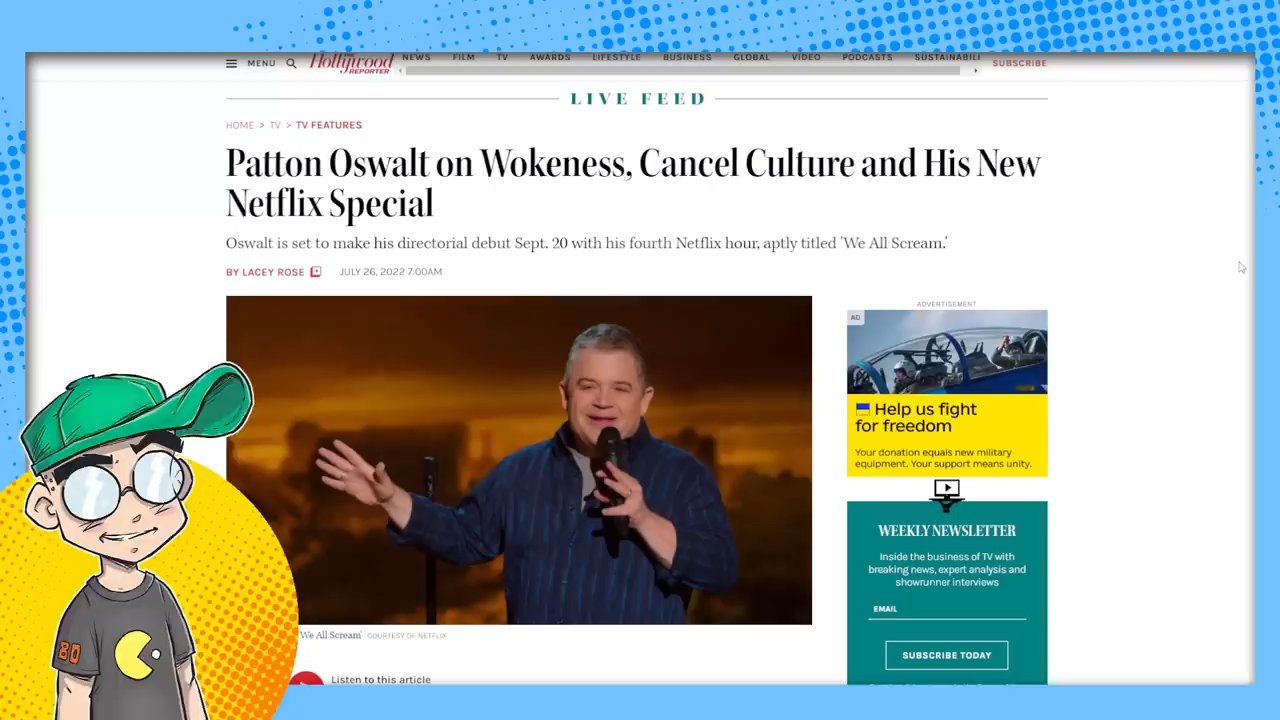 MENU
Hollywood
REPORTER
NEWS FILM TV AWARDS LIFESTYLE BUSINESS GLOBAL VIDEO PODCASTS SUSTAINABILI
SUBSCRIBE
LIVE FEED
HOME > TV > TV FEATURES
Patton Oswalt on Wokeness, Cancel Culture and His New
Netflix Special
Oswalt is set to make his directorial debut Sept. 20 with his fourth Netflix hour, aptly titled 'We All Scream.'
BY LACEY ROSE JULY 26, 2022 7:00AM
ADVERTISEMENT
AD
Help us fight
for freedom
Your donation equals new military
equipment. Your support means unity.
WEEKLY NEWSLETTER
Inside the business of TV with
breaking news, expert analysis and
showrunner interviews
EMAIL
SUBSCRIBE TODAY
'We All Scream' COURTESY OF NETFLIX
Listen to this article
80